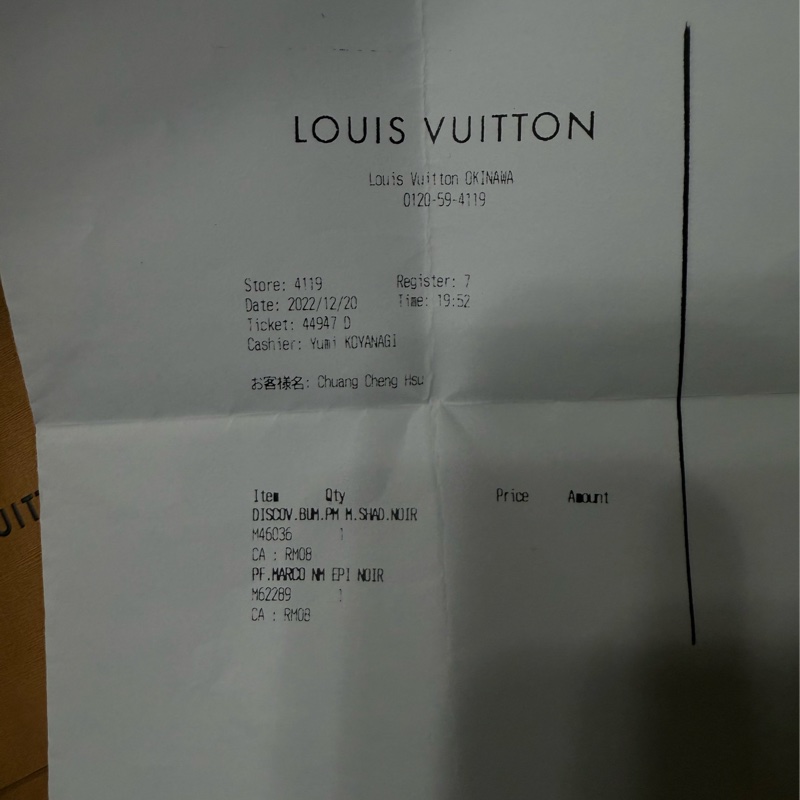 LOUIS VUITTON
Louis Vuitton OKINAWA
0120-59-4119
Store: 4119 Register: 7
Date: 2022/12/20 Time: 19:52
Ticket: 44947 D
Cashier: Yumi KOYANAGI
お客様名: Chuang Cheng Hsu
Item Qty Price Amount
DISCOV.BUM.PM M.SHAD.NOIR
M46036 1
CA : RM08
PF.MARCO NM EPI NOIR
M62289 1
CA : RM08